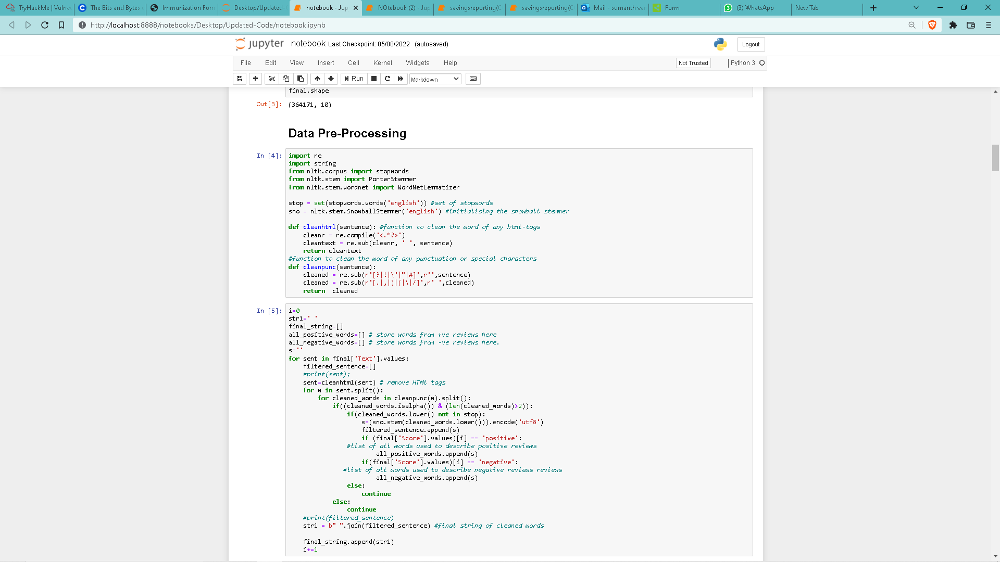 TryHackMe | Vulnv
The Bits and Bytes
Immunization Form
Desktop/Updated-
notebook - Jup
NOtebook (2) - Jup
savingsreporting(C
savingsreporting(C
Mail - sumanth var
Form
(3) WhatsApp
New Tab
http://localhost:8888/notebooks/Desktop/Updated-Code/notebook.ipynb
jupyter notebook Last Checkpoint: 05/08/2022 (autosaved)
Logout
File Edit View Insert Cell Kernel Widgets Help
Not Trusted
Python 3
Run
Markdown
final.shape
Out[3]: (364171, 10)
Data Pre-Processing
In [4]: import re
import string
from nltk.corpus import stopwords
from nltk.stem import PorterStemmer
from nltk.stem.wordnet import WordNetLemmatizer
stop = set(stopwords.words('english')) #set of stopwords
sno = nltk.stem.SnowballStemmer('english') #initialising the snowball stemmer
def cleanhtml(sentence): #function to clean the word of any html-tags
    cleanr = re.compile('<.*?>')
    cleantext = re.sub(cleanr, ' ', sentence)
    return cleantext
#function to clean the word of any punctuation or special characters
def cleanpunc(sentence):
    cleaned = re.sub(r'[?|!|\'|"|#]',r'',sentence)
    cleaned = re.sub(r'[.|,|)|(|\|/]',r' ',cleaned)
    return  cleaned
In [5]: i=0
str1=' '
final_string=[]
all_positive_words=[] # store words from +ve reviews here
all_negative_words=[] # store words from -ve reviews here.
s=''
for sent in final['Text'].values:
    filtered_sentence=[]
    #print(sent);
    sent=cleanhtml(sent) # remove HTMl tags
    for w in sent.split():
        for cleaned_words in cleanpunc(w).split():
            if((cleaned_words.isalpha()) & (len(cleaned_words)>2)):
                if(cleaned_words.lower() not in stop):
                    s=(sno.stem(cleaned_words.lower())).encode('utf8')
                    filtered_sentence.append(s)
                    if (final['Score'].values)[i] == 'positive':
                #list of all words used to describe positive reviews
                        all_positive_words.append(s)
                    if(final['Score'].values)[i] == 'negative':
               #list of all words used to describe negative reviews reviews
                        all_negative_words.append(s)
                else:
                    continue
            else:
                continue
    #print(filtered_sentence)
    str1 = b" ".join(filtered_sentence) #final string of cleaned words
    final_string.append(str1)
    i+=1